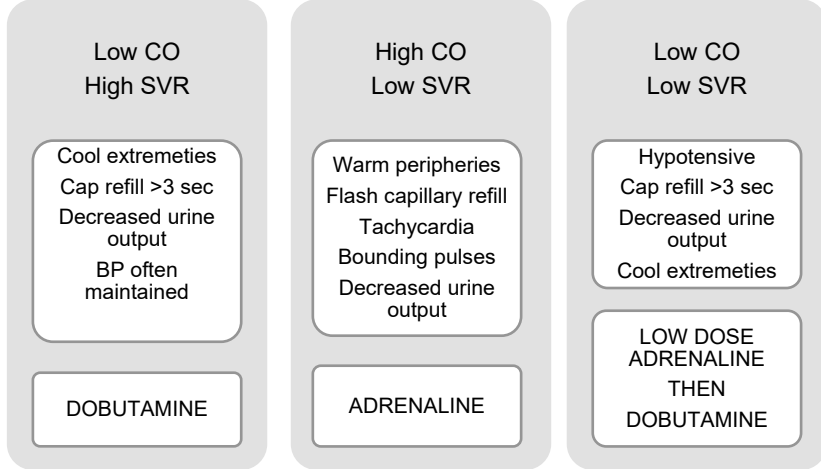 Low CO
High SVR
Cool extremeties
Cap refill >3 sec
Decreased urine
output
BP often
maintained
DOBUTAMINE
High CO
Low SVR
Warm peripheries
Flash capillary refill
Tachycardia
Bounding pulses
Decreased urine
output
ADRENALINE
Low CO
Low SVR
Hypotensive
Cap refill >3 sec
Decreased urine
output
Cool extremeties
LOW DOSE
ADRENALINE
THEN
DOBUTAMINE